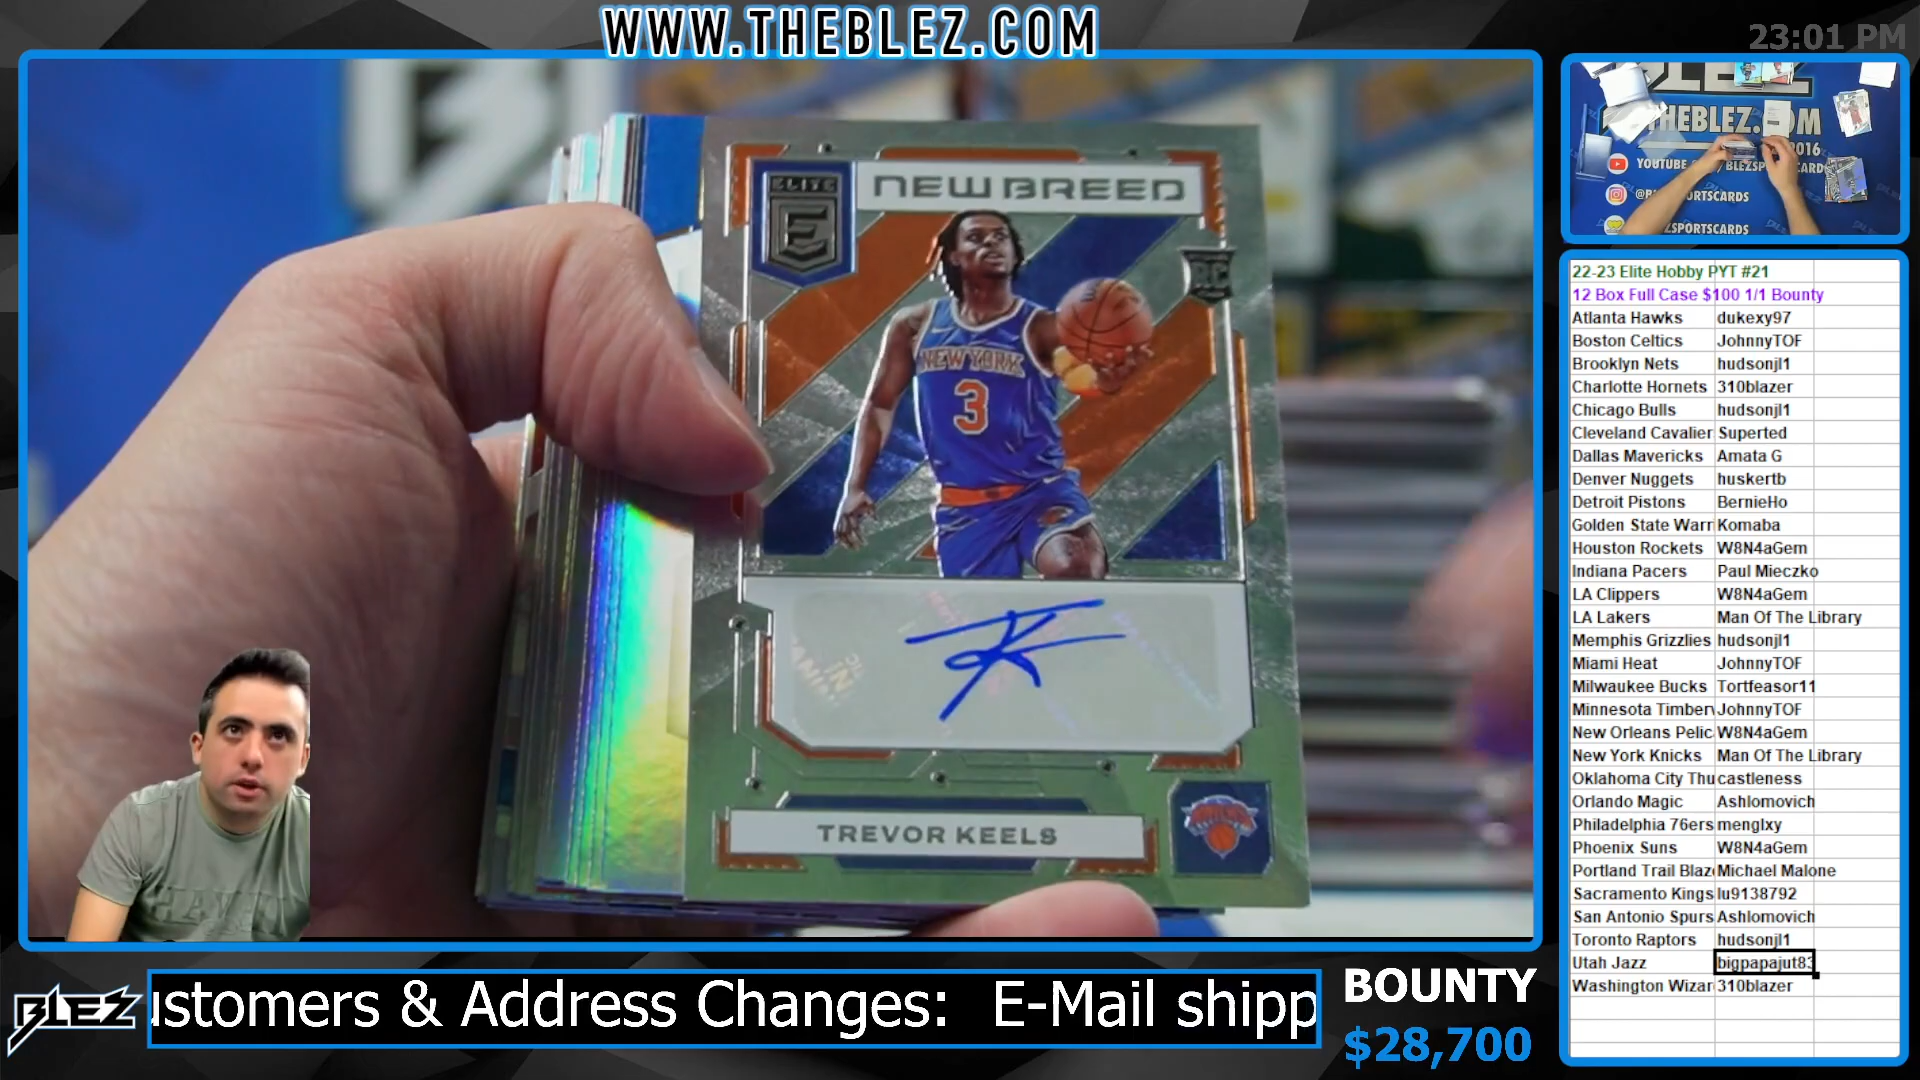 WWW.THEBLEZ.COM
23:01 PM
ELITE
E
NEW BREED
RC
NEW YORK
3
TREVOR KEELS
THEBLEZ.
2016
YOUTUBE
SPORTSCARDS
22-23 Elite Hobby PYT #21
12 Box Full Case $100 1/1 Bounty
Atlanta Hawks dukexy97
Boston Celtics JohnnyTOF
Brooklyn Nets hudsonjl1
Charlotte Hornets 310blazer
Chicago Bulls hudsonjl1
Cleveland Cavalier Superted
Dallas Mavericks Amata G
Denver Nuggets huskertb
Detroit Pistons BernieHo
Golden State Warr Komaba
Houston Rockets W8N4aGem
Indiana Pacers Paul Mieczko
LA Clippers W8N4aGem
LA Lakers Man Of The Library
Memphis Grizzlies hudsonjl1
Miami Heat JohnnyTOF
Milwaukee Bucks Tortfeasor11
Minnesota Timberv JohnnyTOF
New Orleans Pelic W8N4aGem
New York Knicks Man Of The Library
Oklahoma City Thu castleness
Orlando Magic Ashlomovich
Philadelphia 76ers menglxy
Phoenix Suns W8N4aGem
Portland Trail Blaz Michael Malone
Sacramento Kings lu9138792
San Antonio Spurs Ashlomovich
Toronto Raptors hudsonjl1
Utah Jazz bigpapajut83
Washington Wizar 310blazer
BLEZ
ustomers & Address Changes: E-Mail shipp
BOUNTY
$28,700